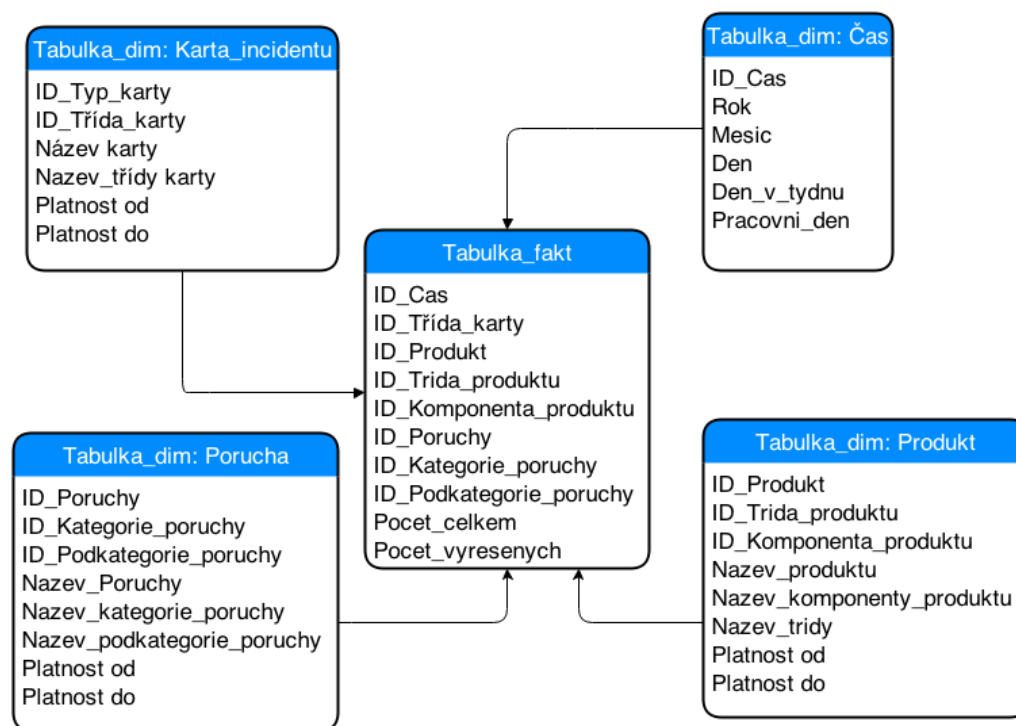 Tabulka_dim: Karta_incidentu
ID_Typ_karty
ID_Třída_karty
Název karty
Nazev_třídy karty
Platnost od
Platnost do
Tabulka_dim: Čas
ID_Cas
Rok
Mesic
Den
Den_v_tydnu
Pracovni_den
Tabulka_fakt
ID_Cas
ID_Třída_karty
ID_Produkt
ID_Trida_produktu
ID_Komponenta_produktu
ID_Poruchy
ID_Kategorie_poruchy
ID_Podkategorie_poruchy
Pocet_celkem
Pocet_vyresenych
Tabulka_dim: Porucha
ID_Poruchy
ID_Kategorie_poruchy
ID_Podkategorie_poruchy
Nazev_Poruchy
Nazev_kategorie_poruchy
Nazev_podkategorie_poruchy
Platnost od
Platnost do
Tabulka_dim: Produkt
ID_Produkt
ID_Trida_produktu
ID_Komponenta_produktu
Nazev_produktu
Nazev_komponenty_produktu
Nazev_tridy
Platnost od
Platnost do